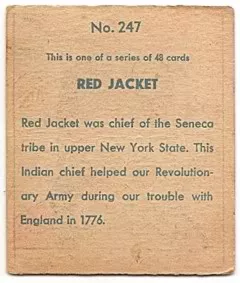 No. 247
This is one of a series of 48 cards
RED JACKET
Red Jacket was chief of the Seneca
tribe in upper New York State. This
Indian chief helped our Revolution-
ary Army during our trouble with
England in 1776.